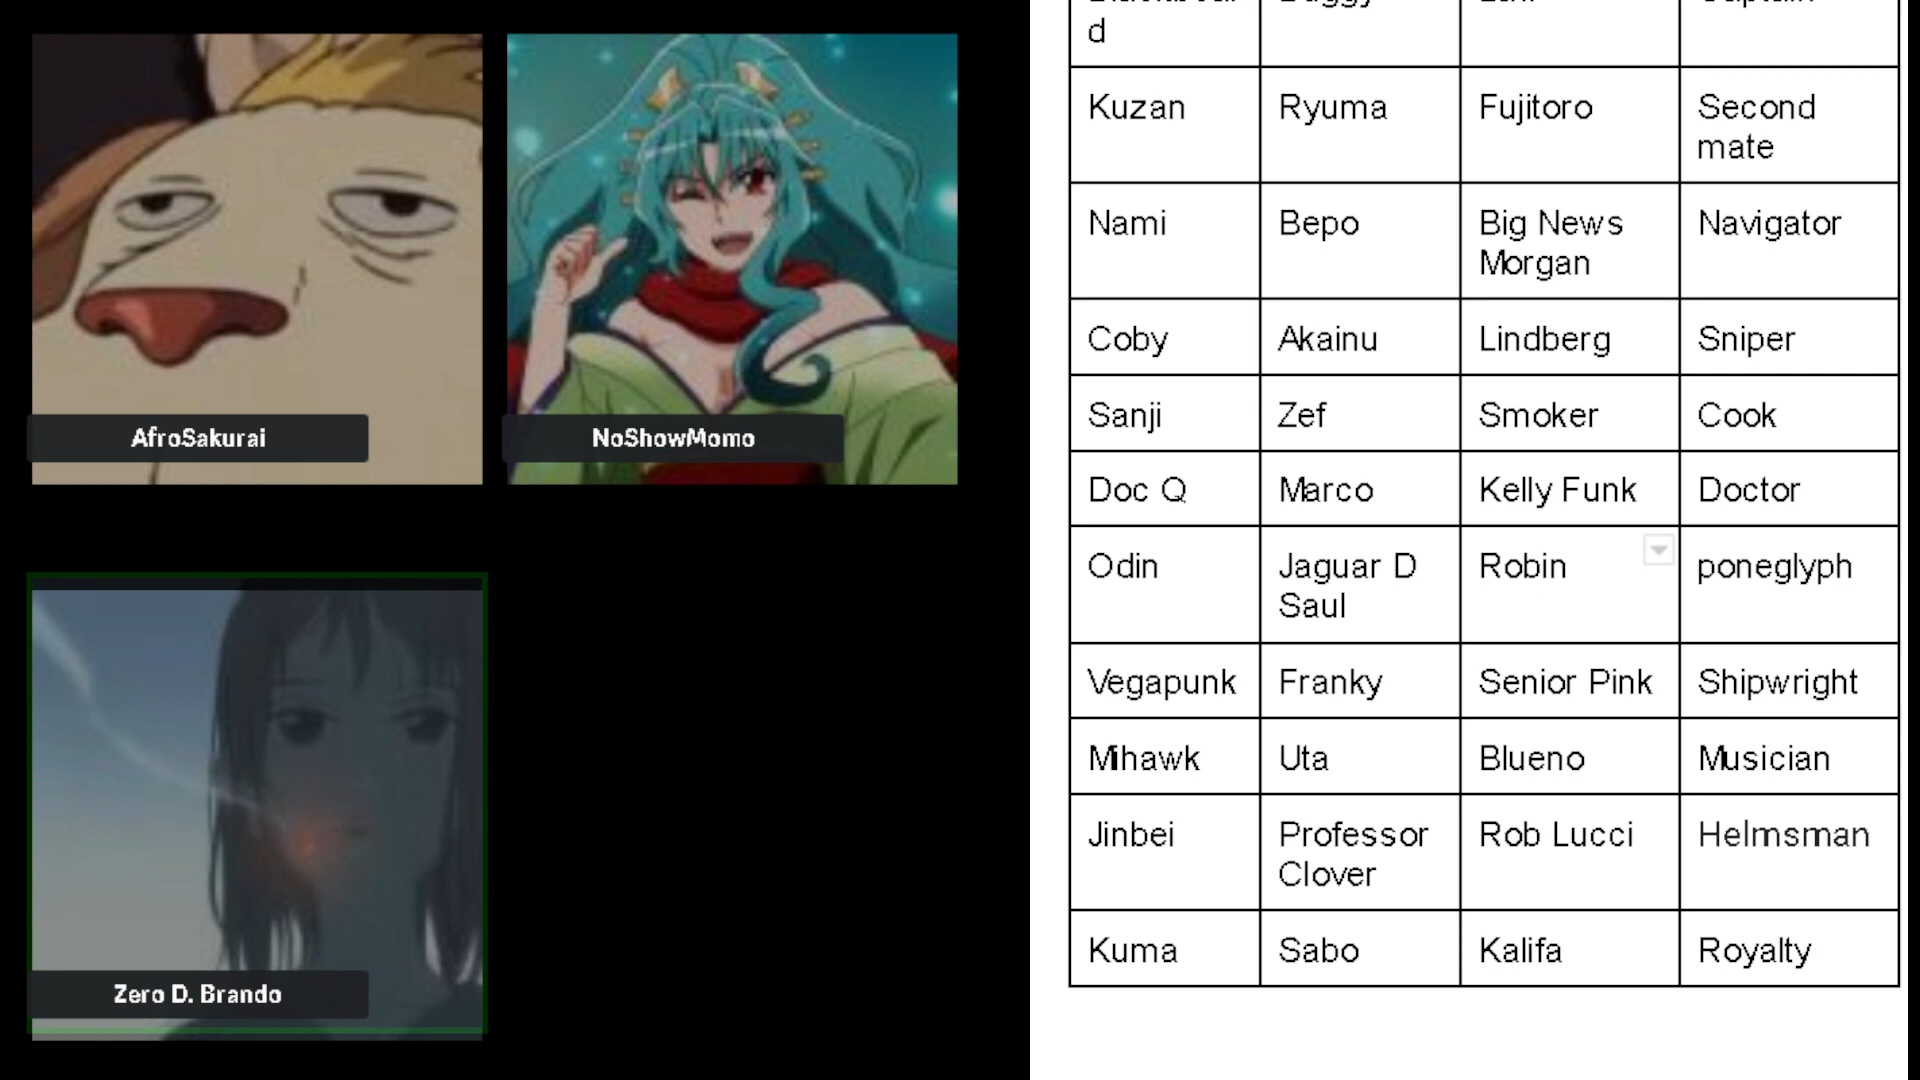 AfroSakurai
NoShowMomo
Zero D. Brando
d
Kuzan
Ryuma
Fujitoro
Second
mate
Nami
Bepo
Big News
Morgan
Navigator
Coby
Akainu
Lindberg
Sniper
Sanji
Zef
Smoker
Cook
Doc Q
Marco
Kelly Funk
Doctor
Odin
Jaguar D
Saul
Robin
poneglyph
Vegapunk
Franky
Senior Pink
Shipwright
Mihawk
Uta
Blueno
Musician
Jinbei
Professor
Clover
Rob Lucci
Helmsman
Kuma
Sabo
Kalifa
Royalty